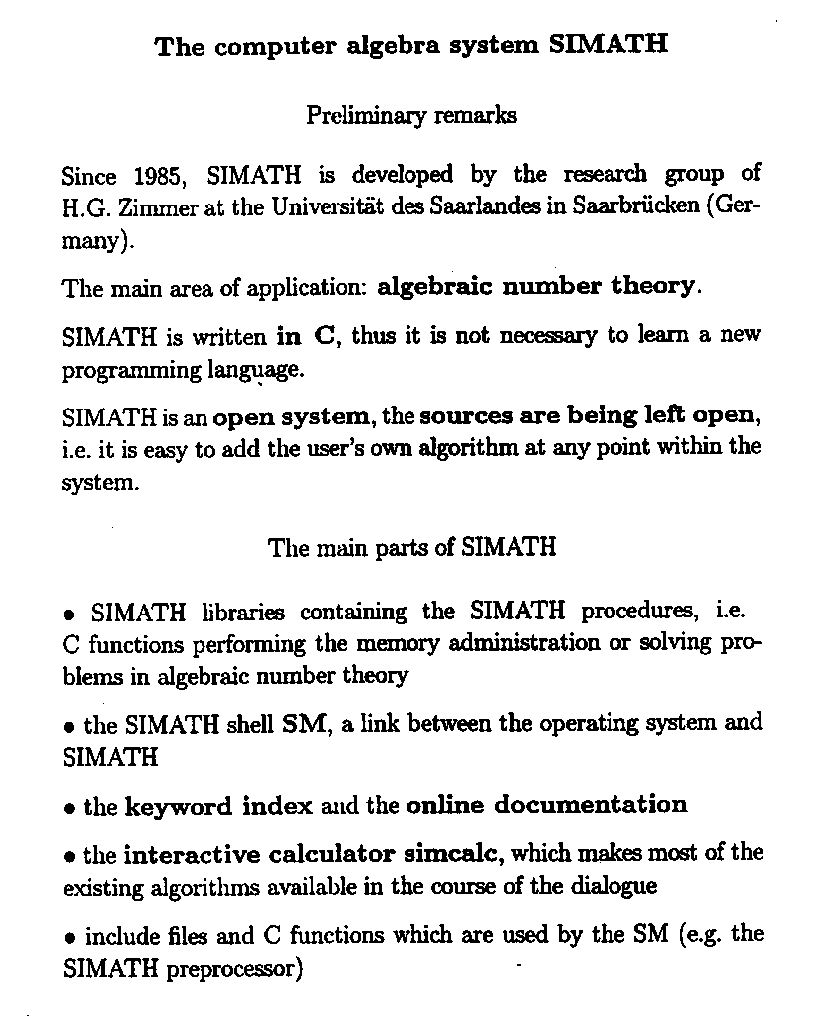 The computer algebra system SIMATH
Preliminary remarks
Since 1985, SIMATH is developed by the research group of
H.G. Zimmer at the Universität des Saarlandes in Saarbrücken (Ger-
many).
The main area of application: algebraic number theory.
SIMATH is written in C, thus it is not necessary to learn a new
programming language.
SIMATH is an open system, the sources are being left open,
i.e. it is easy to add the user's own algorithm at any point within the
system.
The main parts of SIMATH
• SIMATH libraries containing the SIMATH procedures, i.e.
C functions performing the memory administration or solving pro-
blems in algebraic number theory
• the SIMATH shell SM, a link between the operating system and
SIMATH
• the keyword index and the online documentation
• the interactive calculator simcalc, which makes most of the
existing algorithms available in the course of the dialogue
• include files and C functions which are used by the SM (e.g. the
SIMATH preprocessor)